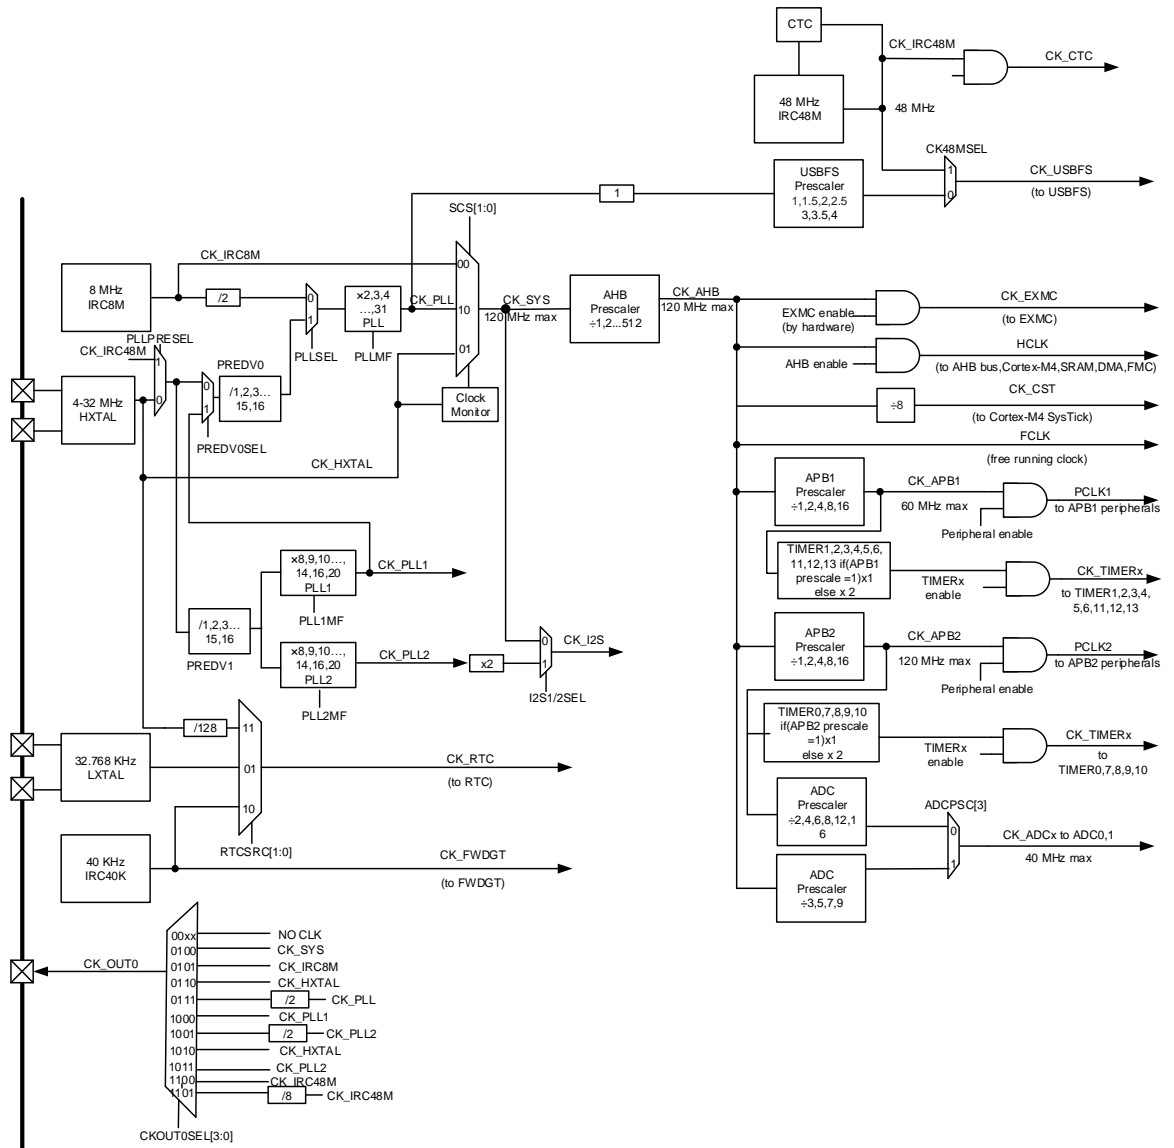 CTC
CK_IRC48M
CK_CTC
48 MHz
IRC48M
48 MHz
CK48MSEL
USBFS
Prescaler
1,1.5,2,2.5
3,3.5,4
1
0
CK_USBFS
(to USBFS)
1
SCS[1:0]
CK_IRC8M
8 MHz
IRC8M
/2
0
1
PLLSEL
×2,3,4
…,31
PLL
PLLMF
CK_PLL
00
10
01
CK_SYS
120 MHz max
AHB
Prescaler
÷1,2...512
CK_AHB
120 MHz max
EXMC enable
(by hardware)
CK_EXMC
(to EXMC)
AHB enable
HCLK
(to AHB bus,Cortex-M4,SRAM,DMA,FMC)
÷8
CK_CST
(to Cortex-M4 SysTick)
FCLK
(free running clock)
PLLPRESEL
CK_IRC48M
1
0
4-32 MHz
HXTAL
0
1
PREDV0SEL
PREDV0
/1,2,3…
15,16
Clock
Monitor
CK_HXTAL
APB1
Prescaler
÷1,2,4,8,16
CK_APB1
60 MHz max
Peripheral enable
PCLK1
to APB1 peripherals
TIMER1,2,3,4,5,6,
11,12,13 if(APB1
prescale =1)x1
else x 2
TIMERx
enable
CK_TIMERx
to TIMER1,2,3,4,
5,6,11,12,13
×8,9,10…,
14,16,20
PLL1
PLL1MF
CK_PLL1
/1,2,3…
15,16
PREDV1
×8,9,10…,
14,16,20
PLL2
PLL2MF
CK_PLL2
x2
0
1
CK_I2S
I2S1/2SEL
APB2
Prescaler
÷1,2,4,8,16
CK_APB2
120 MHz max
Peripheral enable
PCLK2
to APB2 peripherals
TIMER0,7,8,9,10
if(APB2 prescale
=1)x1
else x 2
TIMERx
enable
CK_TIMERx
to
TIMER0,7,8,9,10
/128
11
01
10
32.768 KHz
LXTAL
CK_RTC
(to RTC)
RTCSRC[1:0]
40 KHz
IRC40K
CK_FWDGT
(to FWDGT)
ADC
Prescaler
÷2,4,6,8,12,1
6
ADCPSC[3]
0
1
CK_ADCx to ADC0,1
40 MHz max
ADC
Prescaler
÷3,5,7,9
CK_OUT0
00xx NO CLK
0100 CK_SYS
0101 CK_IRC8M
0110 CK_HXTAL
0111 /2 CK_PLL
1000 CK_PLL1
1001 /2 CK_PLL2
1010 CK_HXTAL
1011 CK_PLL2
1100 CK_IRC48M
1101 /8 CK_IRC48M
CKOUT0SEL[3:0]